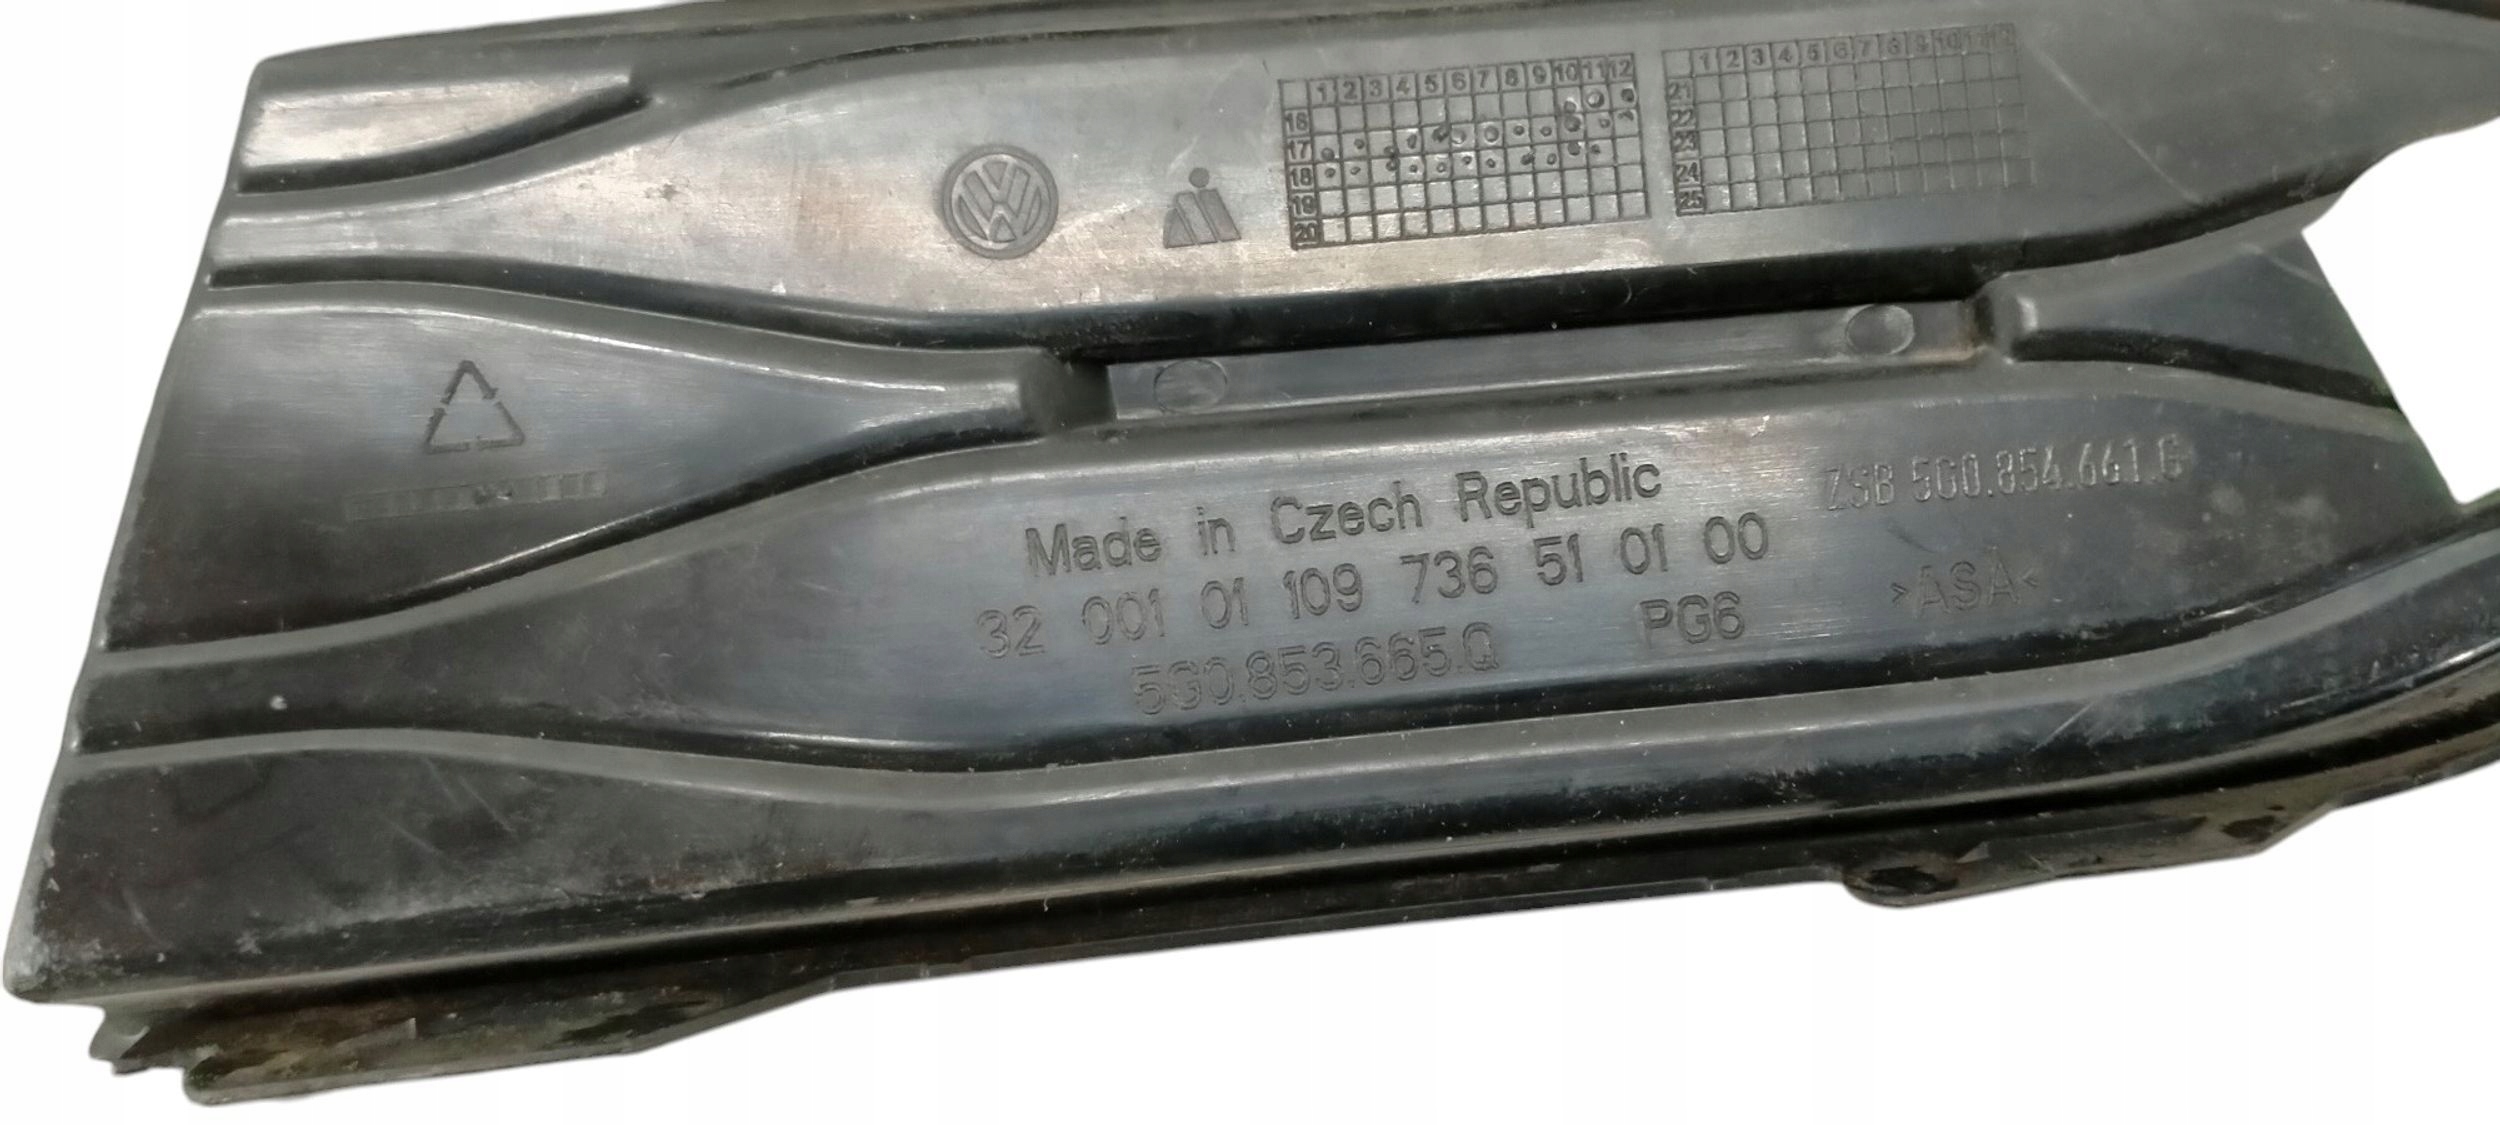 1 2 3 4 5 6 7 8 9 10 11 12
16
17
18
19
20
1 2 3 4 5 6 7 8 9 10 11 12
21
22
23
24
25
Made in Czech Republic
32 001 01 109 736 51 01 00
5G0.853.665.Q PG6
ZSB 5G0.854.661.G
>ASA<